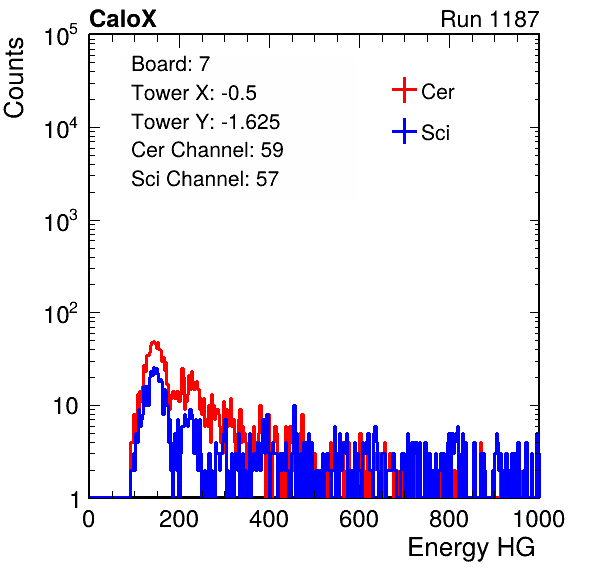 CaloX Run 1187
Counts
Board: 7
Tower X: -0.5
Tower Y: -1.625
Cer Channel: 59
Sci Channel: 57
Cer
Sci
10^5
10^4
10^3
10^2
10
1
0 200 400 600 800 1000
Energy HG